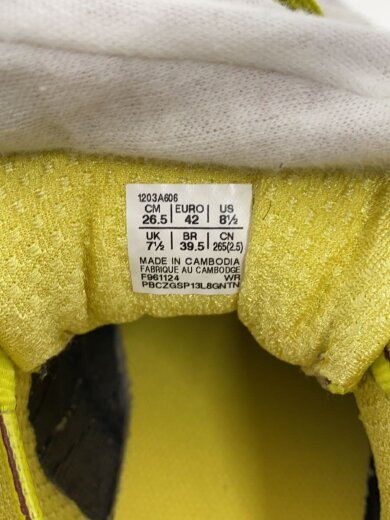 1203A606
CM EURO US
26.5 42 8½
UK BR CN
7½ 39.5 265(2.5)
MADE IN CAMBODIA
FABRIQUE AU CAMBODGE
F961124 WR
PBCZGSP13L8GNTN